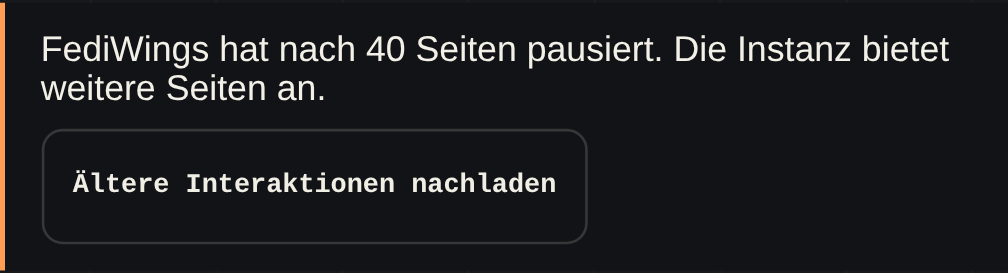 FediWings hat nach 40 Seiten pausiert. Die Instanz bietet
weitere Seiten an.
Ältere Interaktionen nachladen